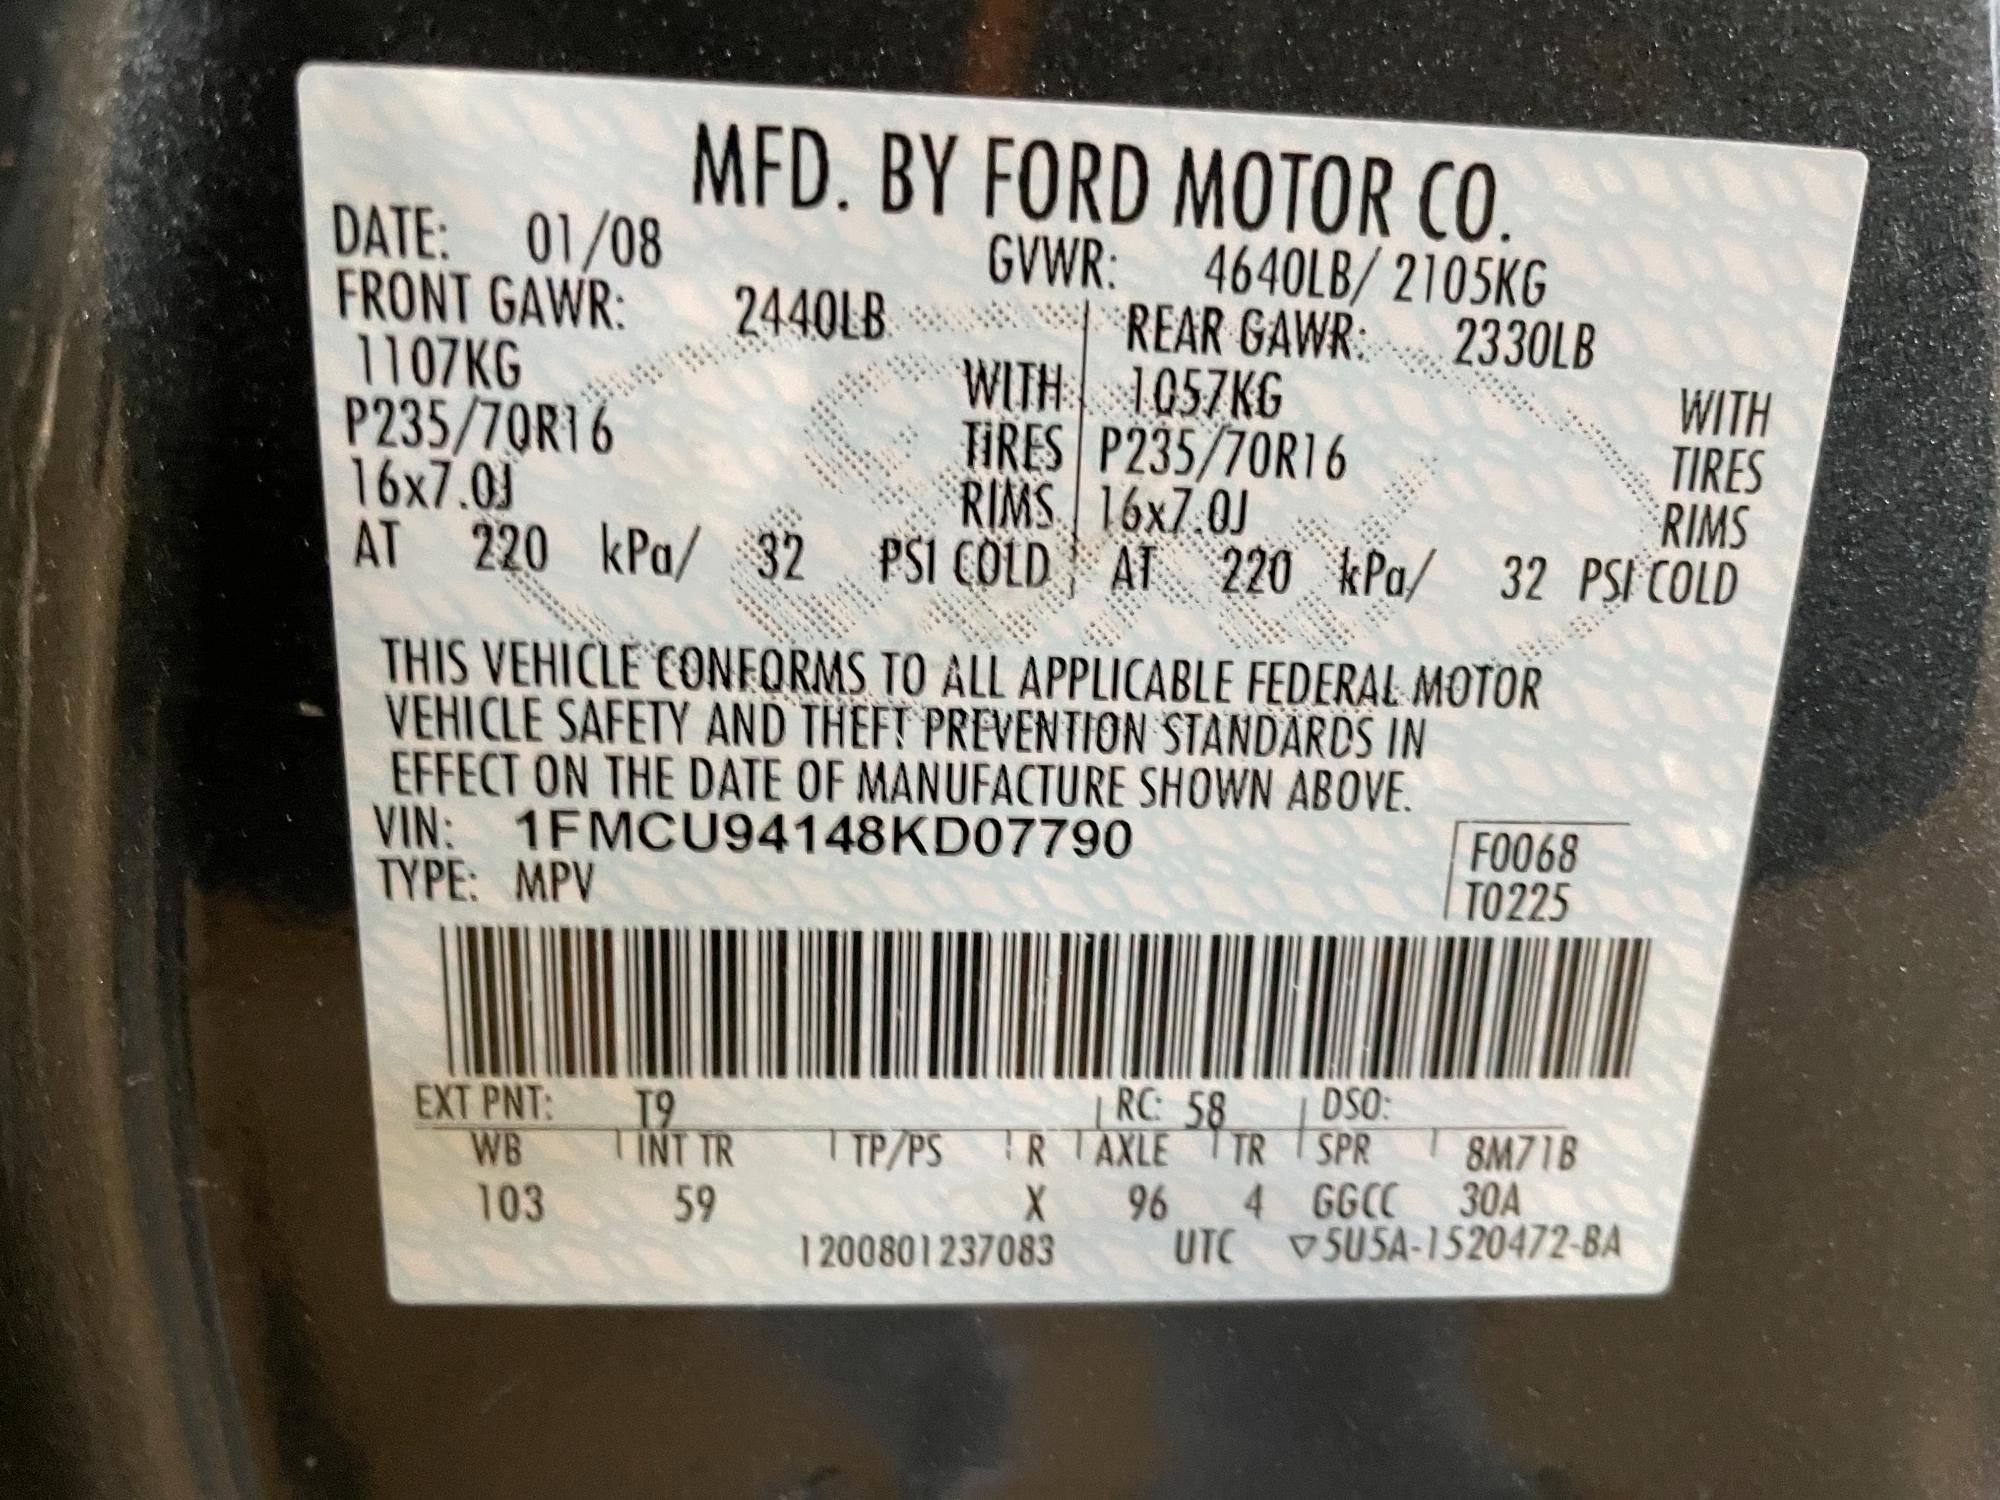 MFD. BY FORD MOTOR CO.
DATE: 01/08 GVWR: 4640LB/ 2105KG
FRONT GAWR: 2440LB REAR GAWR: 2330LB
1107KG WITH 1057KG WITH
P235/70R16 TIRES P235/70R16 TIRES
16x7.0J RIMS 16x7.0J RIMS
AT 220 kPa/ 32 PSI COLD AT 220 kPa/ 32 PSI COLD
THIS VEHICLE CONFORMS TO ALL APPLICABLE FEDERAL MOTOR
VEHICLE SAFETY AND THEFT PREVENTION STANDARDS IN
EFFECT ON THE DATE OF MANUFACTURE SHOWN ABOVE.
VIN: 1FMCU94148KD07790 F0068
TYPE: MPV T0225
EXT PNT: T9 RC: 58 DSO:
WB INT TR TP/PS R AXLE TR SPR 8M71B
103 59 X 96 4 GGCC 30A
1200801237083 UTC ▽5U5A-1520472-BA